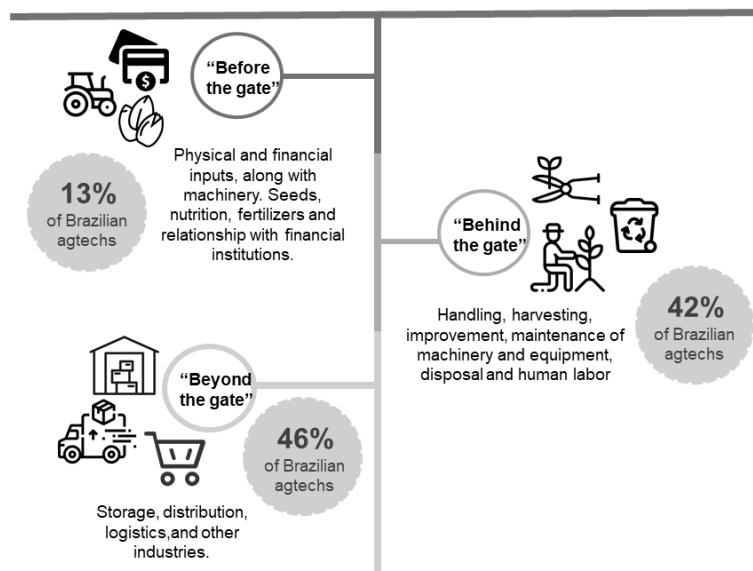 “Before
the gate”
$
Physical and financial
inputs, along with
machinery. Seeds,
nutrition, fertilizers and
relationship with financial
institutions.
13%
of Brazilian
agtechs
“Behind
the gate”
Handling, harvesting,
improvement, maintenance of
machinery and equipment,
disposal and human labor
42%
of Brazilian
agtechs
“Beyond
the gate”
46%
of Brazilian
agtechs
Storage, distribution,
logistics,and other
industries.